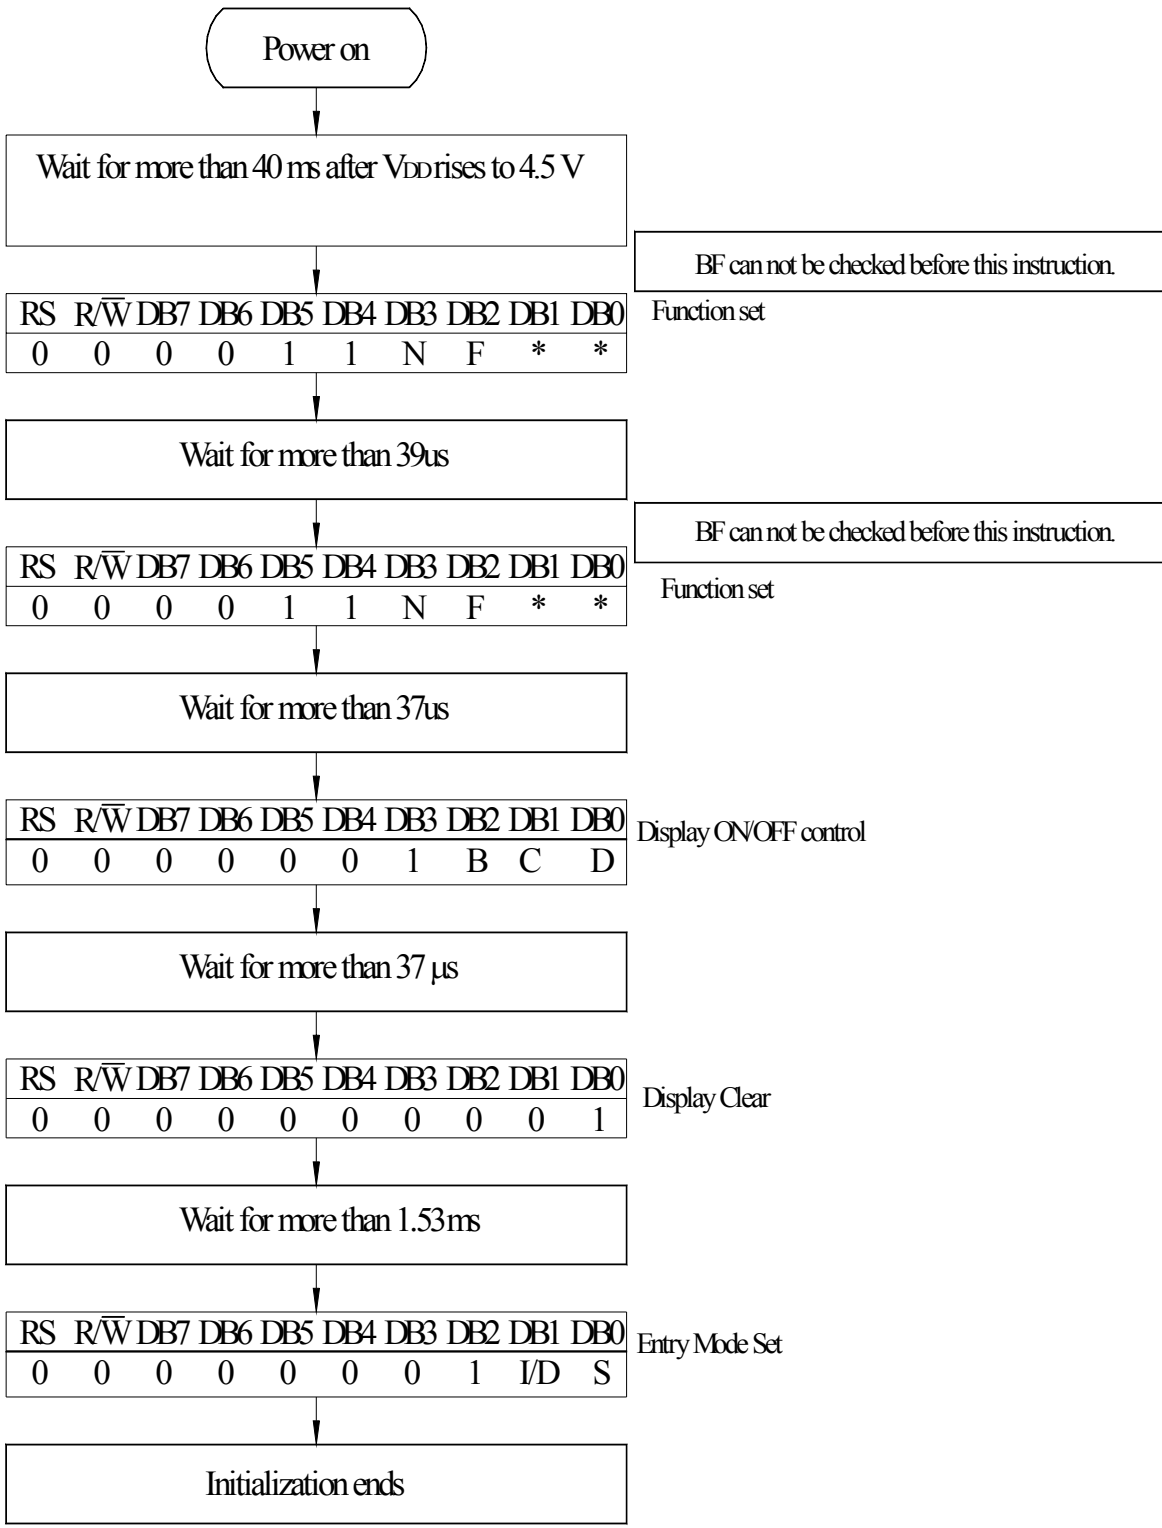 Power on
Wait for more than 40 ms after VDD rises to 4.5 V
BF can not be checked before this instruction.
RS R/W̅ DB7 DB6 DB5 DB4 DB3 DB2 DB1 DB0
Function set
0 0 0 0 1 1 N F * *
Wait for more than 39us
BF can not be checked before this instruction.
RS R/W̅ DB7 DB6 DB5 DB4 DB3 DB2 DB1 DB0
Function set
0 0 0 0 1 1 N F * *
Wait for more than 37us
RS R/W̅ DB7 DB6 DB5 DB4 DB3 DB2 DB1 DB0
Display ON/OFF control
0 0 0 0 0 0 1 B C D
Wait for more than 37 μs
RS R/W̅ DB7 DB6 DB5 DB4 DB3 DB2 DB1 DB0
Display Clear
0 0 0 0 0 0 0 0 0 1
Wait for more than 1.53ms
RS R/W̅ DB7 DB6 DB5 DB4 DB3 DB2 DB1 DB0
Entry Mode Set
0 0 0 0 0 0 0 1 I/D S
Initialization ends